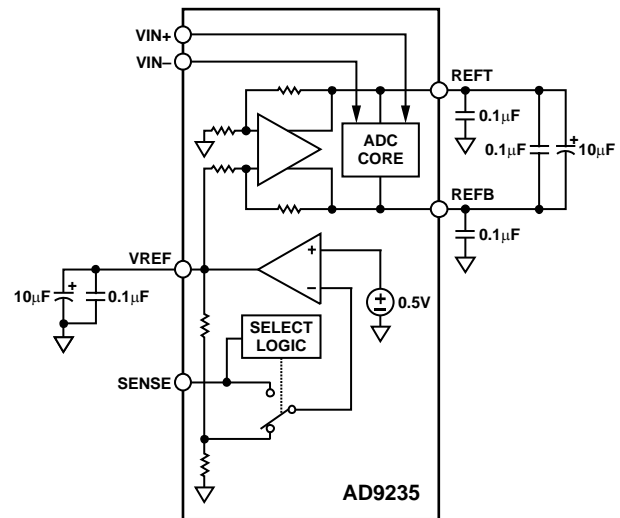 VIN+
VIN–
REFT
0.1μF
ADC
CORE
0.1μF
10μF
+
REFB
0.1μF
VREF
+
–
10μF
+
0.1μF
0.5V
SELECT
LOGIC
SENSE
AD9235